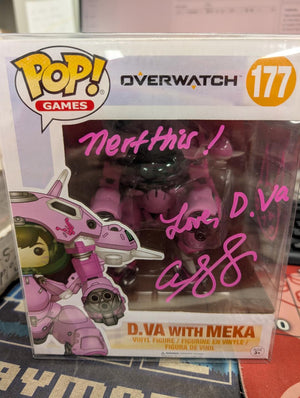 POP!
GAMES
OVERWATCH
177
Nerf this!
Love, D.Va
D.VA WITH MEKA
VINYL FIGURE / FIGURINE EN VINYLE /
FIGURA DE VINIL